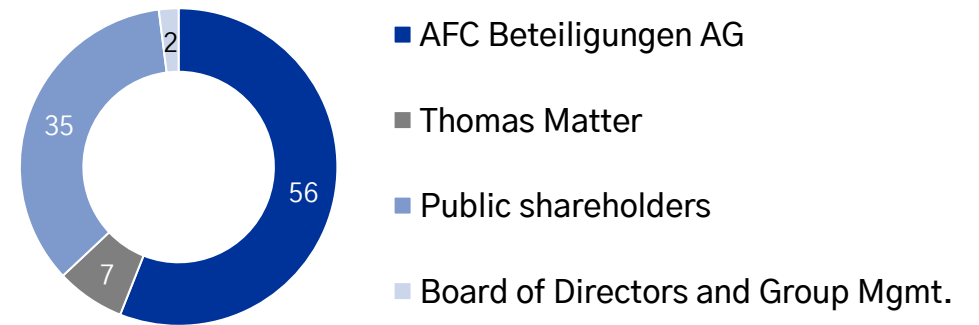 2
AFC Beteiligungen AG
Thomas Matter
35
56
Public shareholders
7
Board of Directors and Group Mgmt.